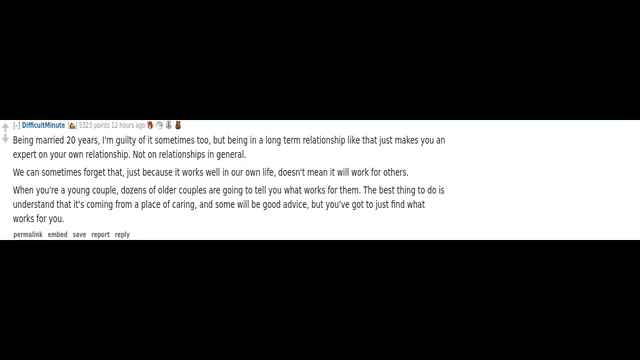 [-] DifficultMinute 5323 points 12 hours ago
Being married 20 years, I'm guilty of it sometimes too, but being in a long term relationship like that just makes you an
expert on your own relationship. Not on relationships in general.
We can sometimes forget that, just because it works well in our own life, doesn't mean it will work for others.
When you're a young couple, dozens of older couples are going to tell you what works for them. The best thing to do is
understand that it's coming from a place of caring, and some will be good advice, but you've got to just find what
works for you.
permalink embed save report reply